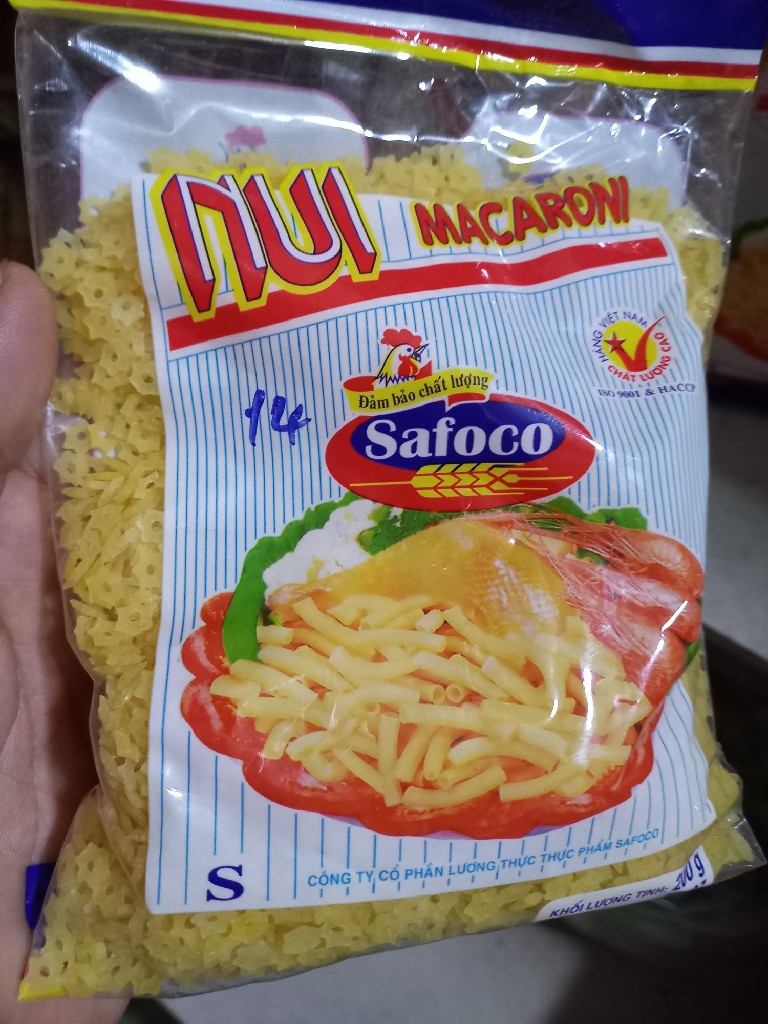 NUI MACARONI
HÀNG VIỆT NAM
CHẤT LƯỢNG CAO
ISO 9001 & HACCP
14
Đảm bảo chất lượng
Safoco
S
CÔNG TY CỔ PHẦN LƯƠNG THỰC THỰC PHẨM SAFOCO
KHỐI LƯỢNG TỊNH: